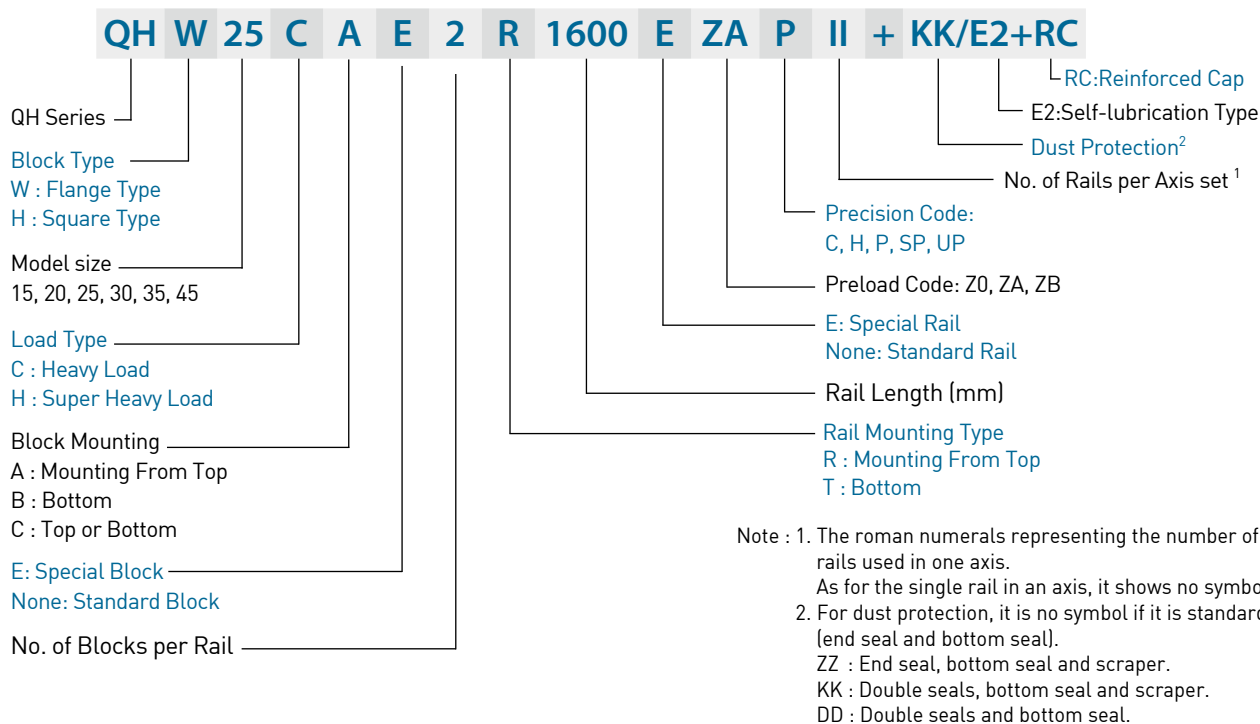 QH W 25 C A E 2 R 1600 E ZA P II + KK/E2+RC
QH Series
Block Type
W : Flange Type
H : Square Type
Model size
15, 20, 25, 30, 35, 45
Load Type
C : Heavy Load
H : Super Heavy Load
Block Mounting
A : Mounting From Top
B : Bottom
C : Top or Bottom
E: Special Block
None: Standard Block
No. of Blocks per Rail
RC:Reinforced Cap
E2:Self-lubrication Type
Dust Protection2
No. of Rails per Axis set 1
Precision Code:
C, H, P, SP, UP
Preload Code: Z0, ZA, ZB
E: Special Rail
None: Standard Rail
Rail Length (mm)
Rail Mounting Type
R : Mounting From Top
T : Bottom
Note : 1. The roman numerals representing the number of
rails used in one axis.
As for the single rail in an axis, it shows no symbo
2. For dust protection, it is no symbol if it is standard
(end seal and bottom seal).
ZZ : End seal, bottom seal and scraper.
KK : Double seals, bottom seal and scraper.
DD : Double seals and bottom seal.